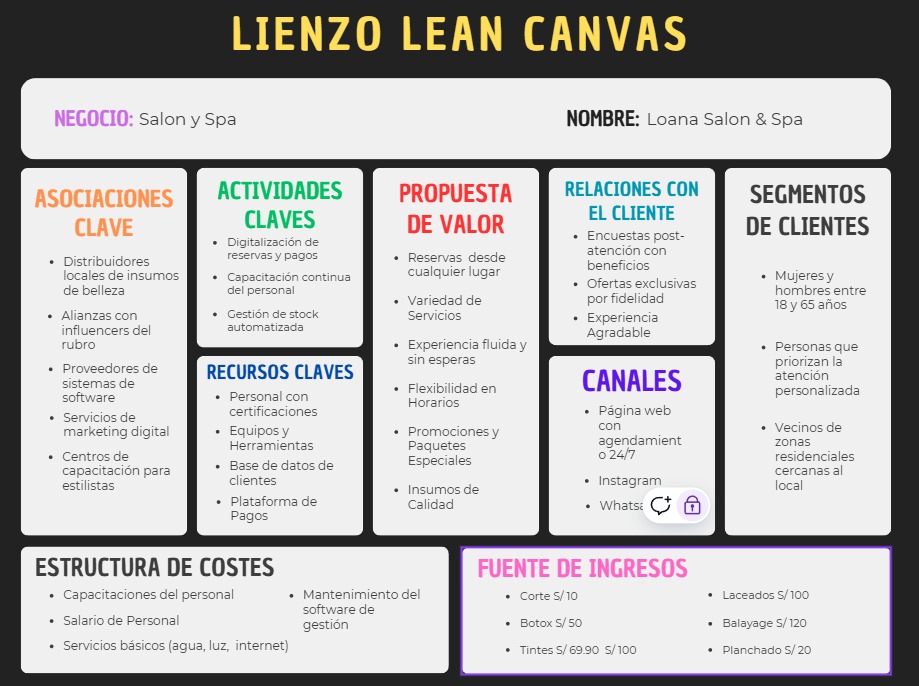 LIENZO LEAN CANVAS
NEGOCIO: Salon y Spa
NOMBRE: Loana Salon & Spa
ASOCIACIONES
CLAVE
• Distribuidores
locales de insumos
de belleza
• Alianzas con
influencers del
rubro
• Proveedores de
sistemas de
software
• Servicios de
marketing digital
• Centros de
capacitación para
estilistas
ACTIVIDADES
CLAVES
• Digitalización de
reservas y pagos
• Capacitación continua
del personal
• Gestión de stock
automatizada
RECURSOS CLAVES
• Personal con
certificaciones
• Equipos y
Herramientas
• Base de datos de
clientes
• Plataforma de
Pagos
PROPUESTA
DE VALOR
• Reservas desde
cualquier lugar
• Variedad de
Servicios
• Experiencia fluida y
sin esperas
• Flexibilidad en
Horarios
• Promociones y
Paquetes
Especiales
• Insumos de
Calidad
RELACIONES CON
EL CLIENTE
• Encuestas post-
atención con
beneficios
• Ofertas exclusivas
por fidelidad
• Experiencia
Agradable
CANALES
• Página web
con
agendamient
o 24/7
• Instagram
SEGMENTOS
DE CLIENTES
• Mujeres y
hombres entre
18 y 65 años
• Personas que
priorizan la
atención
personalizada
• Vecinos de
zonas
residenciales
cercanas al
local
ESTRUCTURA DE COSTES
• Capacitaciones del personal
• Salario de Personal
• Servicios básicos (agua, luz, internet)
• Mantenimiento del
software de
gestión
FUENTE DE INGRESOS
• Corte S/ 10
• Botox S/ 50
• Tintes S/ 69.90 S/ 100
• Laceados S/ 100
• Balayage S/ 120
• Planchado S/ 20